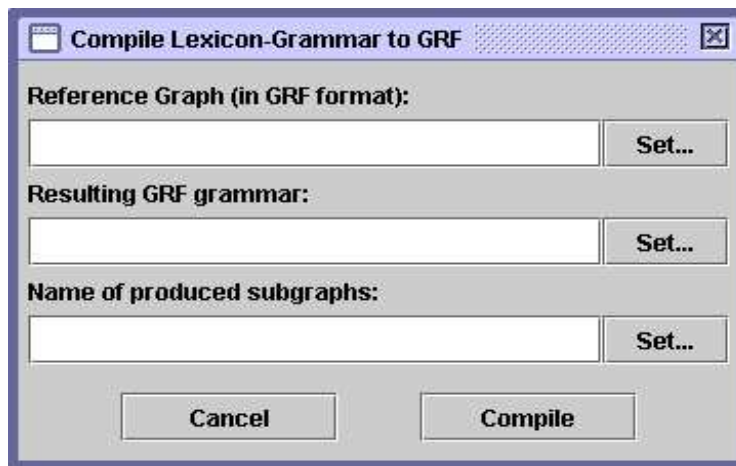 Compile Lexicon-Grammar to GRF
Reference Graph (in GRF format):
Set...
Resulting GRF grammar:
Set...
Name of produced subgraphs:
Set...
Cancel Compile